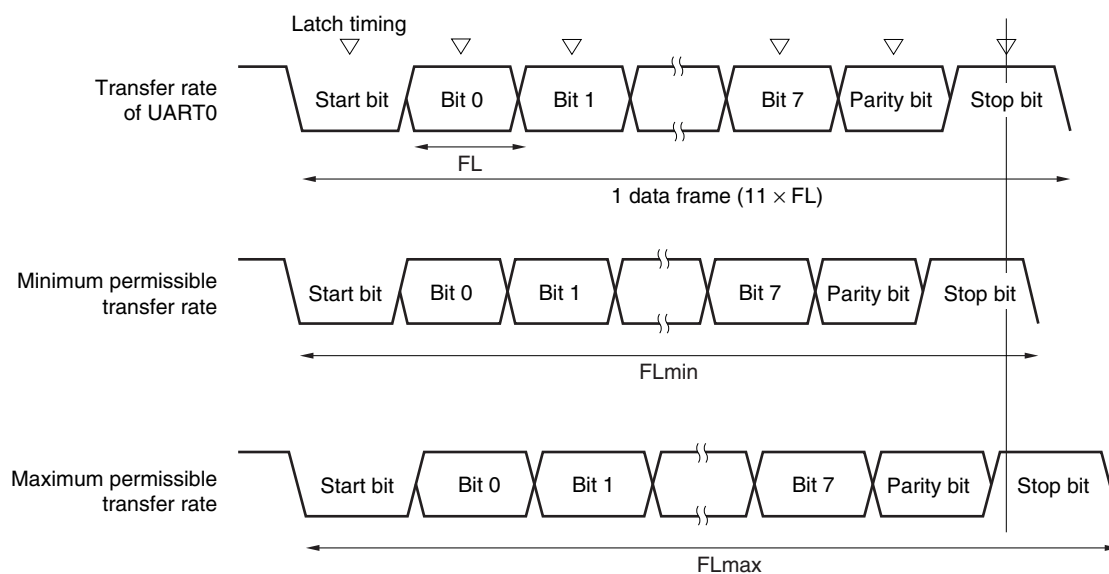 Latch timing
Transfer rate
of UART0
Start bit
Bit 0
Bit 1
Bit 7
Parity bit
Stop bit
FL
1 data frame (11 × FL)
Minimum permissible
transfer rate
Start bit
Bit 0
Bit 1
Bit 7
Parity bit
Stop bit
FLmin
Maximum permissible
transfer rate
Start bit
Bit 0
Bit 1
Bit 7
Parity bit
Stop bit
FLmax